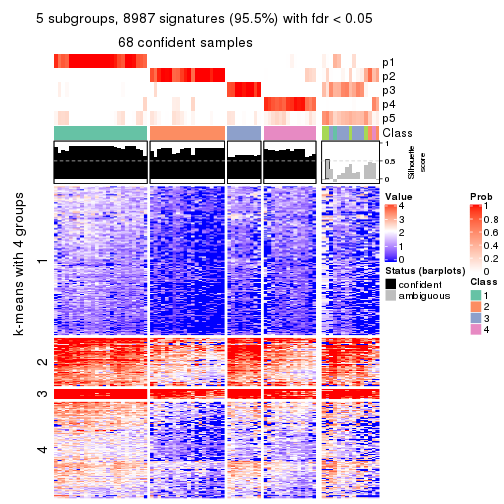 5 subgroups, 8987 signatures (95.5%) with fdr < 0.05
68 confident samples
p1
p2
p3
p4
p5
Class
1
0.5
0
Silhouette
score
k-means with 4 groups
1
2
3
4
Value
4
3
2
1
0
Status (barplots)
confident
ambiguous
Prob
1
0.8
0.6
0.4
0.2
0
Class
1
2
3
4